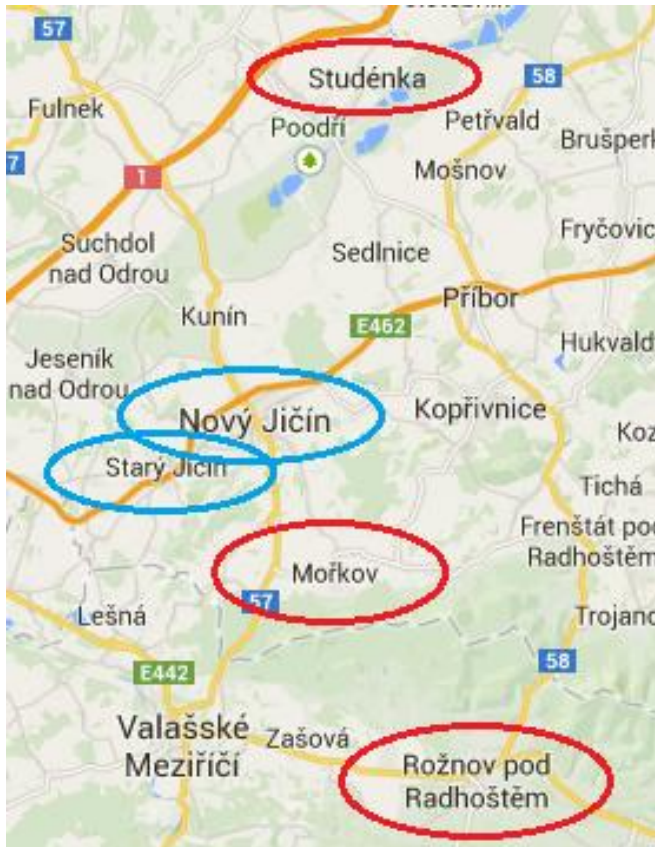 57
Studénka
58
Fulnek
Poodří
Petřvald
Brušperk
7
1
Mošnov
Suchdol
nad Odrou
Sedlnice
Fryčovic
Příbor
Kunín
E462
Hukvald
Jeseník
nad Odrou
Nový Jičín
Kopřivnice
Koz
Starý Jičín
Tichá
Frenštát pod
Radhoštěm
Mořkov
57
Lešná
Trojano
E442
58
Valašské
Meziříčí
Zašová
Rožnov pod
Radhoštěm